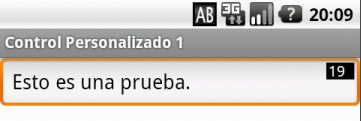 AB 3G ? 20:09
Control Personalizado 1
Esto es una prueba. 19